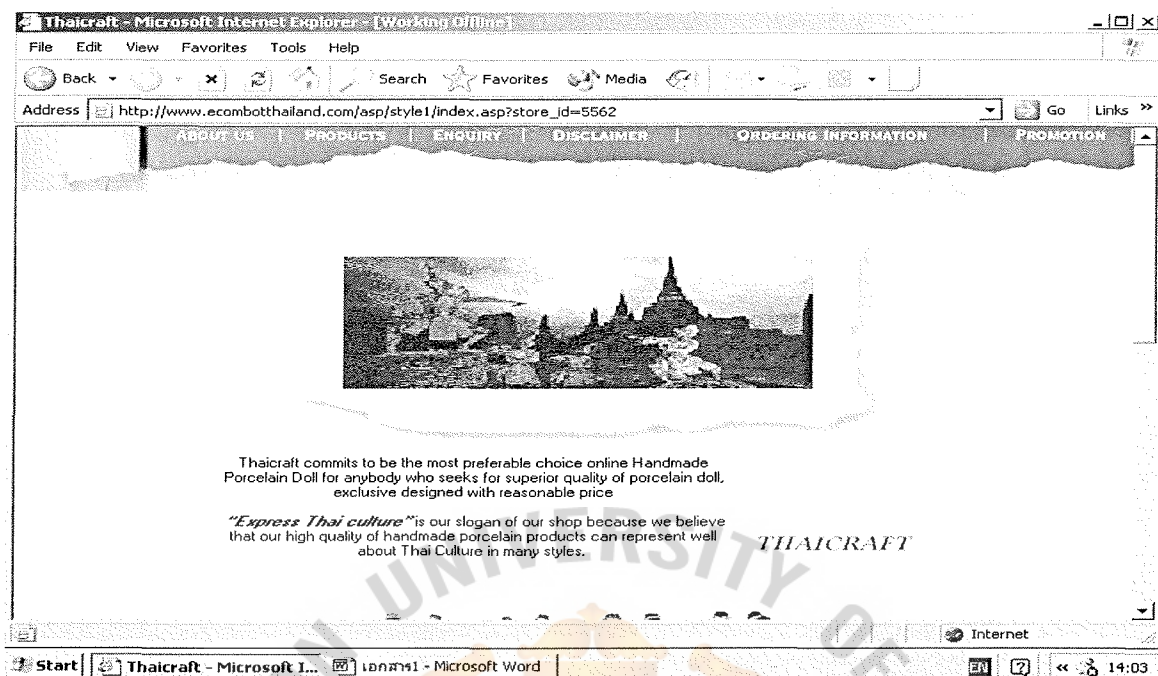 Thaicraft - Microsoft Internet Explorer - [Working Offline]
File Edit View Favorites Tools Help
Back Search Favorites Media
Address http://www.ecombotthailand.com/asp/style1/index.asp?store_id=5562 Go Links »
ABOUT US | PRODUCTS | ENQUIRY | DISCLAIMER | ORDERING INFORMATION | PROMOTION
Thaicraft commits to be the most preferable choice online Handmade
Porcelain Doll for anybody who seeks for superior quality of porcelain doll,
exclusive designed with reasonable price
"Express Thai culture" is our slogan of our shop because we believe
that our high quality of handmade porcelain products can represent well
about Thai Culture in many styles.
THAICRAFT
UNIVERSITY OF
Internet
Start Thaicraft - Microsoft I... เอกสาร1 - Microsoft Word EN « 14:03